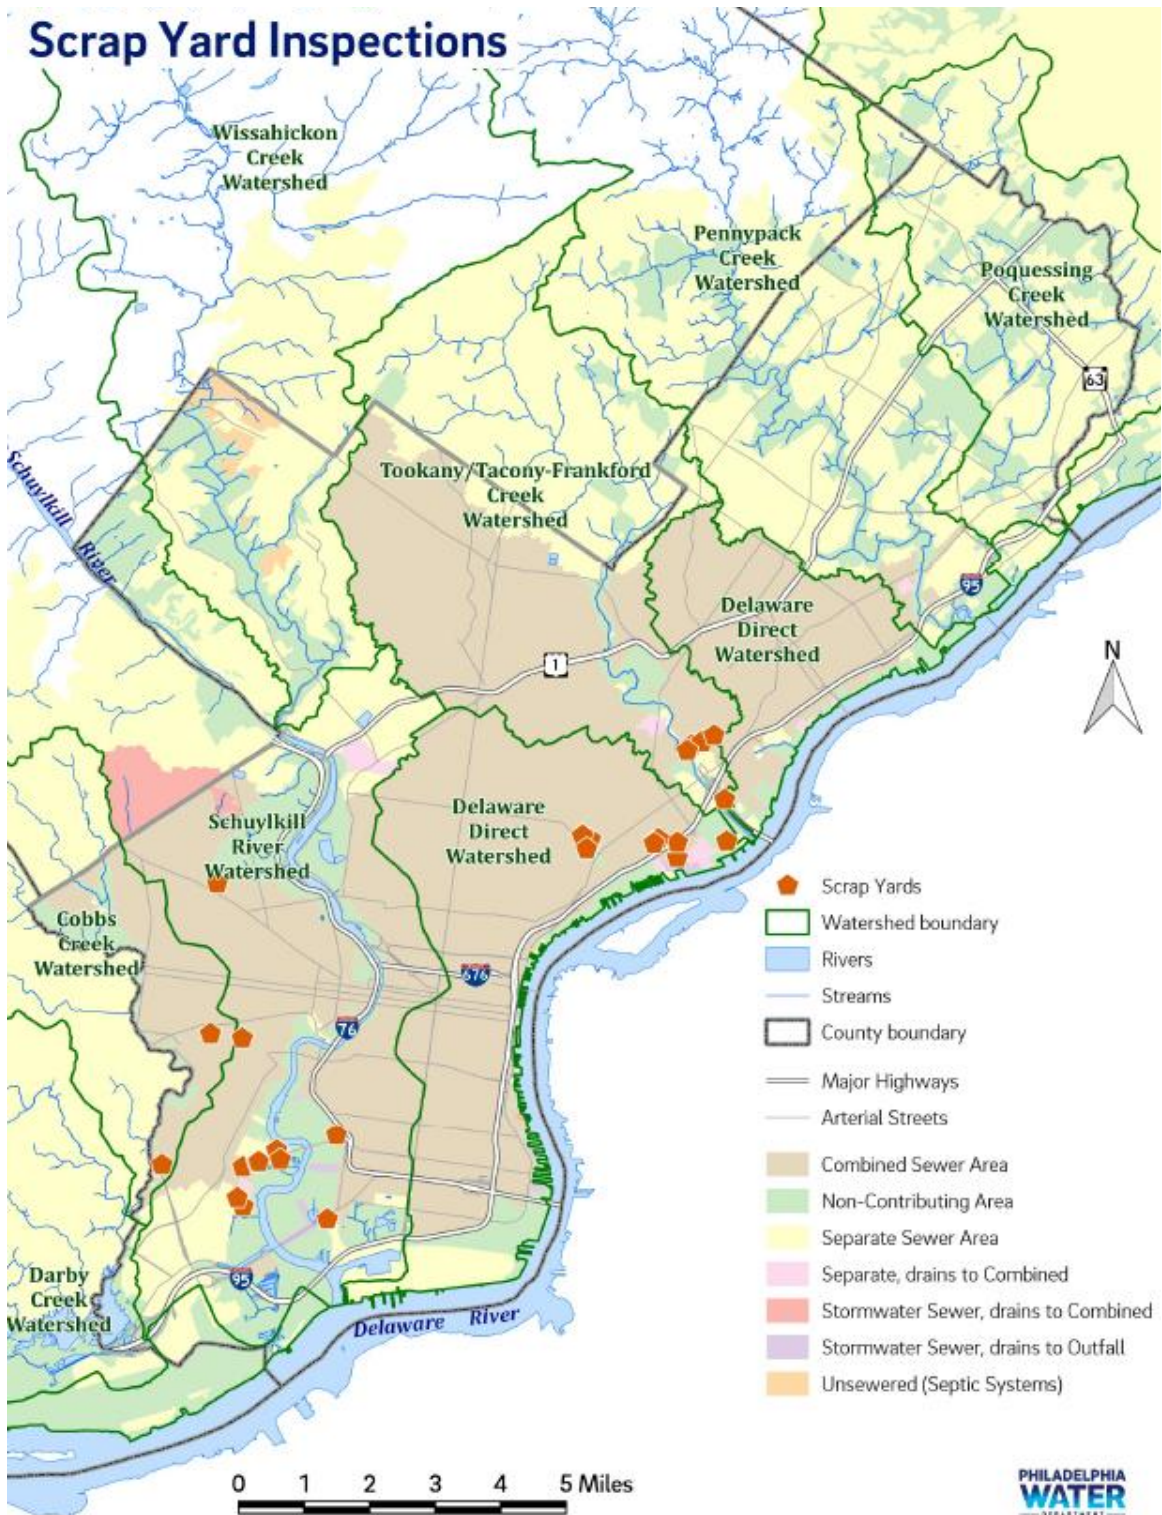 Scrap Yard Inspections
Wissahickon
Creek
Watershed
Pennypack
Creek
Watershed
Poquessing
Creek
Watershed
63
Schuylkill
River
Tookany/Tacony-Frankford
Creek
Watershed
95
Delaware
Direct
Watershed
1
N
Delaware
Direct
Watershed
Schuylkill
River
Watershed
Cobbs
Creek
Watershed
676
76
95
Darby
Creek
Watershed
Delaware River
Scrap Yards
Watershed boundary
Rivers
Streams
County boundary
Major Highways
Arterial Streets
Combined Sewer Area
Non-Contributing Area
Separate Sewer Area
Separate, drains to Combined
Stormwater Sewer, drains to Combined
Stormwater Sewer, drains to Outfall
Unsewered (Septic Systems)
0 1 2 3 4 5 Miles
PHILADELPHIA
WATER
DEPARTMENT